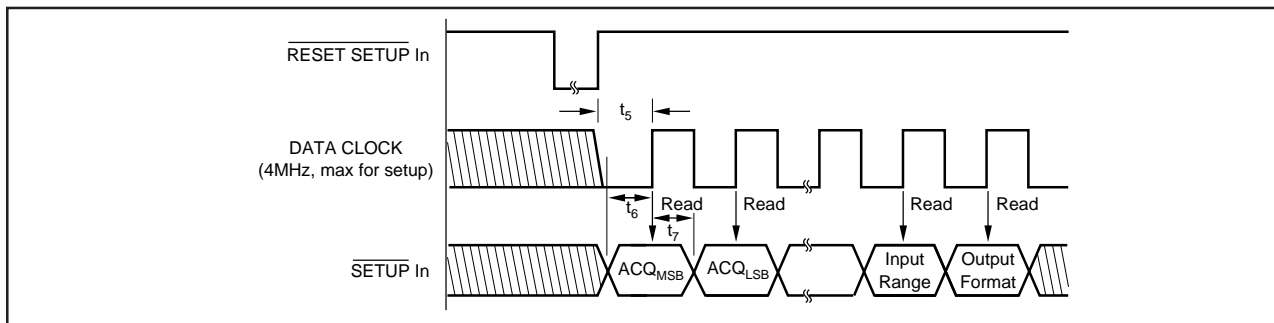 RESET SETUP In
t5
DATA CLOCK
(4MHz, max for setup)
t6
Read
Read
Read
Read
t7
SETUP In
ACQMSB
ACQLSB
Input
Range
Output
Format